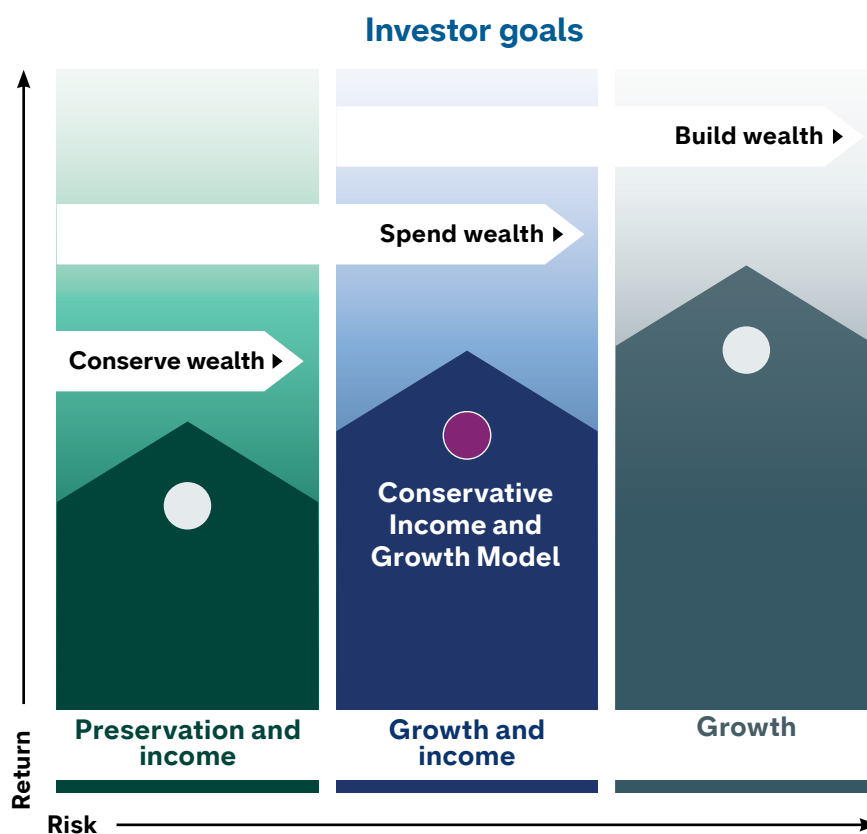 Investor goals
Build wealth
Spend wealth
Conserve wealth
Conservative
Income and
Growth Model
Preservation and
income
Growth and
income
Growth
Return
Risk